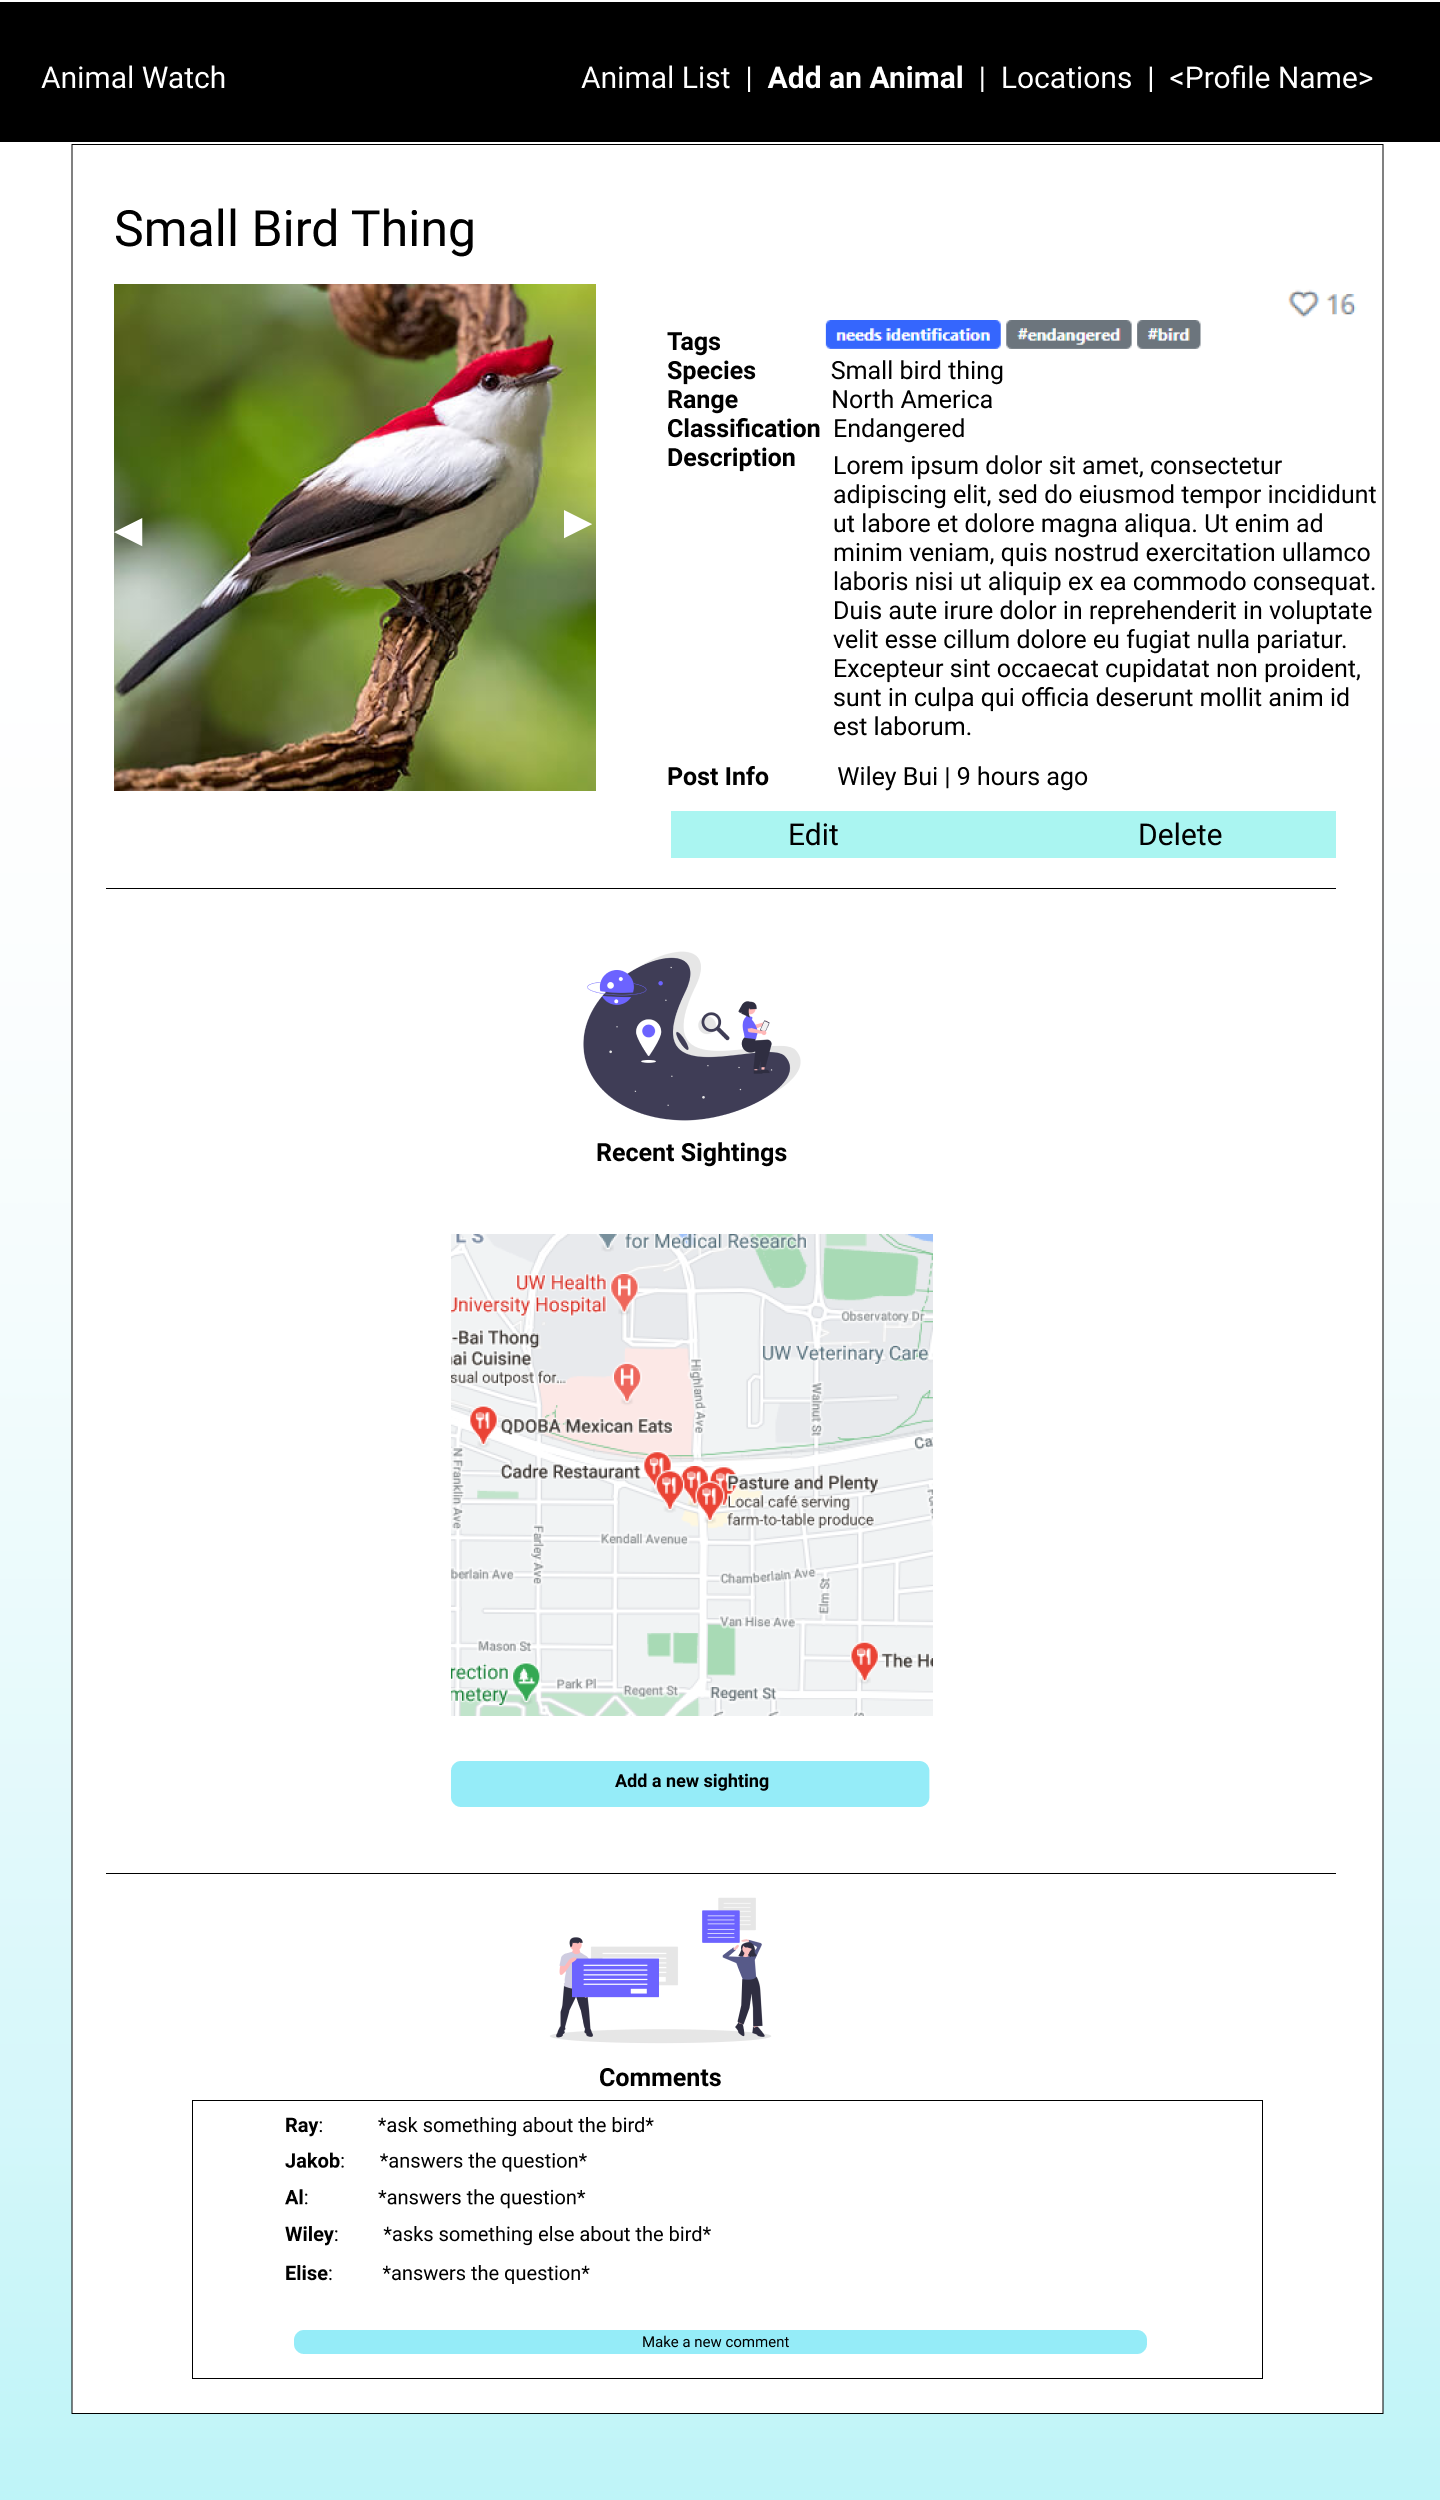 Animal Watch
Animal List | Add an Animal | Locations | <Profile Name>
Small Bird Thing
16
Tags needs identification #endangered #bird
Species Small bird thing
Range North America
Classification Endangered
Description Lorem ipsum dolor sit amet, consectetur
adipiscing elit, sed do eiusmod tempor incididunt
ut labore et dolore magna aliqua. Ut enim ad
minim veniam, quis nostrud exercitation ullamco
laboris nisi ut aliquip ex ea commodo consequat.
Duis aute irure dolor in reprehenderit in voluptate
velit esse cillum dolore eu fugiat nulla pariatur.
Excepteur sint occaecat cupidatat non proident,
sunt in culpa qui officia deserunt mollit anim id
est laborum.
Post Info Wiley Bui | 9 hours ago
Edit Delete
Recent Sightings
L S
for Medical Research
UW Health
University Hospital
Observatory Dr
-Bai Thong
ai Cuisine
sual outpost for...
UW Veterinary Care
H
H
Highland Ave
Walnut St
QDOBA Mexican Eats
Ca
N Franklin Ave
Cadre Restaurant
Pasture and Plenty
Local café serving
farm-to-table produce
Farley Ave
Kendall Avenue
berlain Ave
Chamberlain Ave
Elm St
Van Hise Ave
Mason St
The He
rection
metery
Park Pl
Regent St
Regent St
Add a new sighting
Comments
Ray: *ask something about the bird*
Jakob: *answers the question*
Al: *answers the question*
Wiley: *asks something else about the bird*
Elise: *answers the question*
Make a new comment